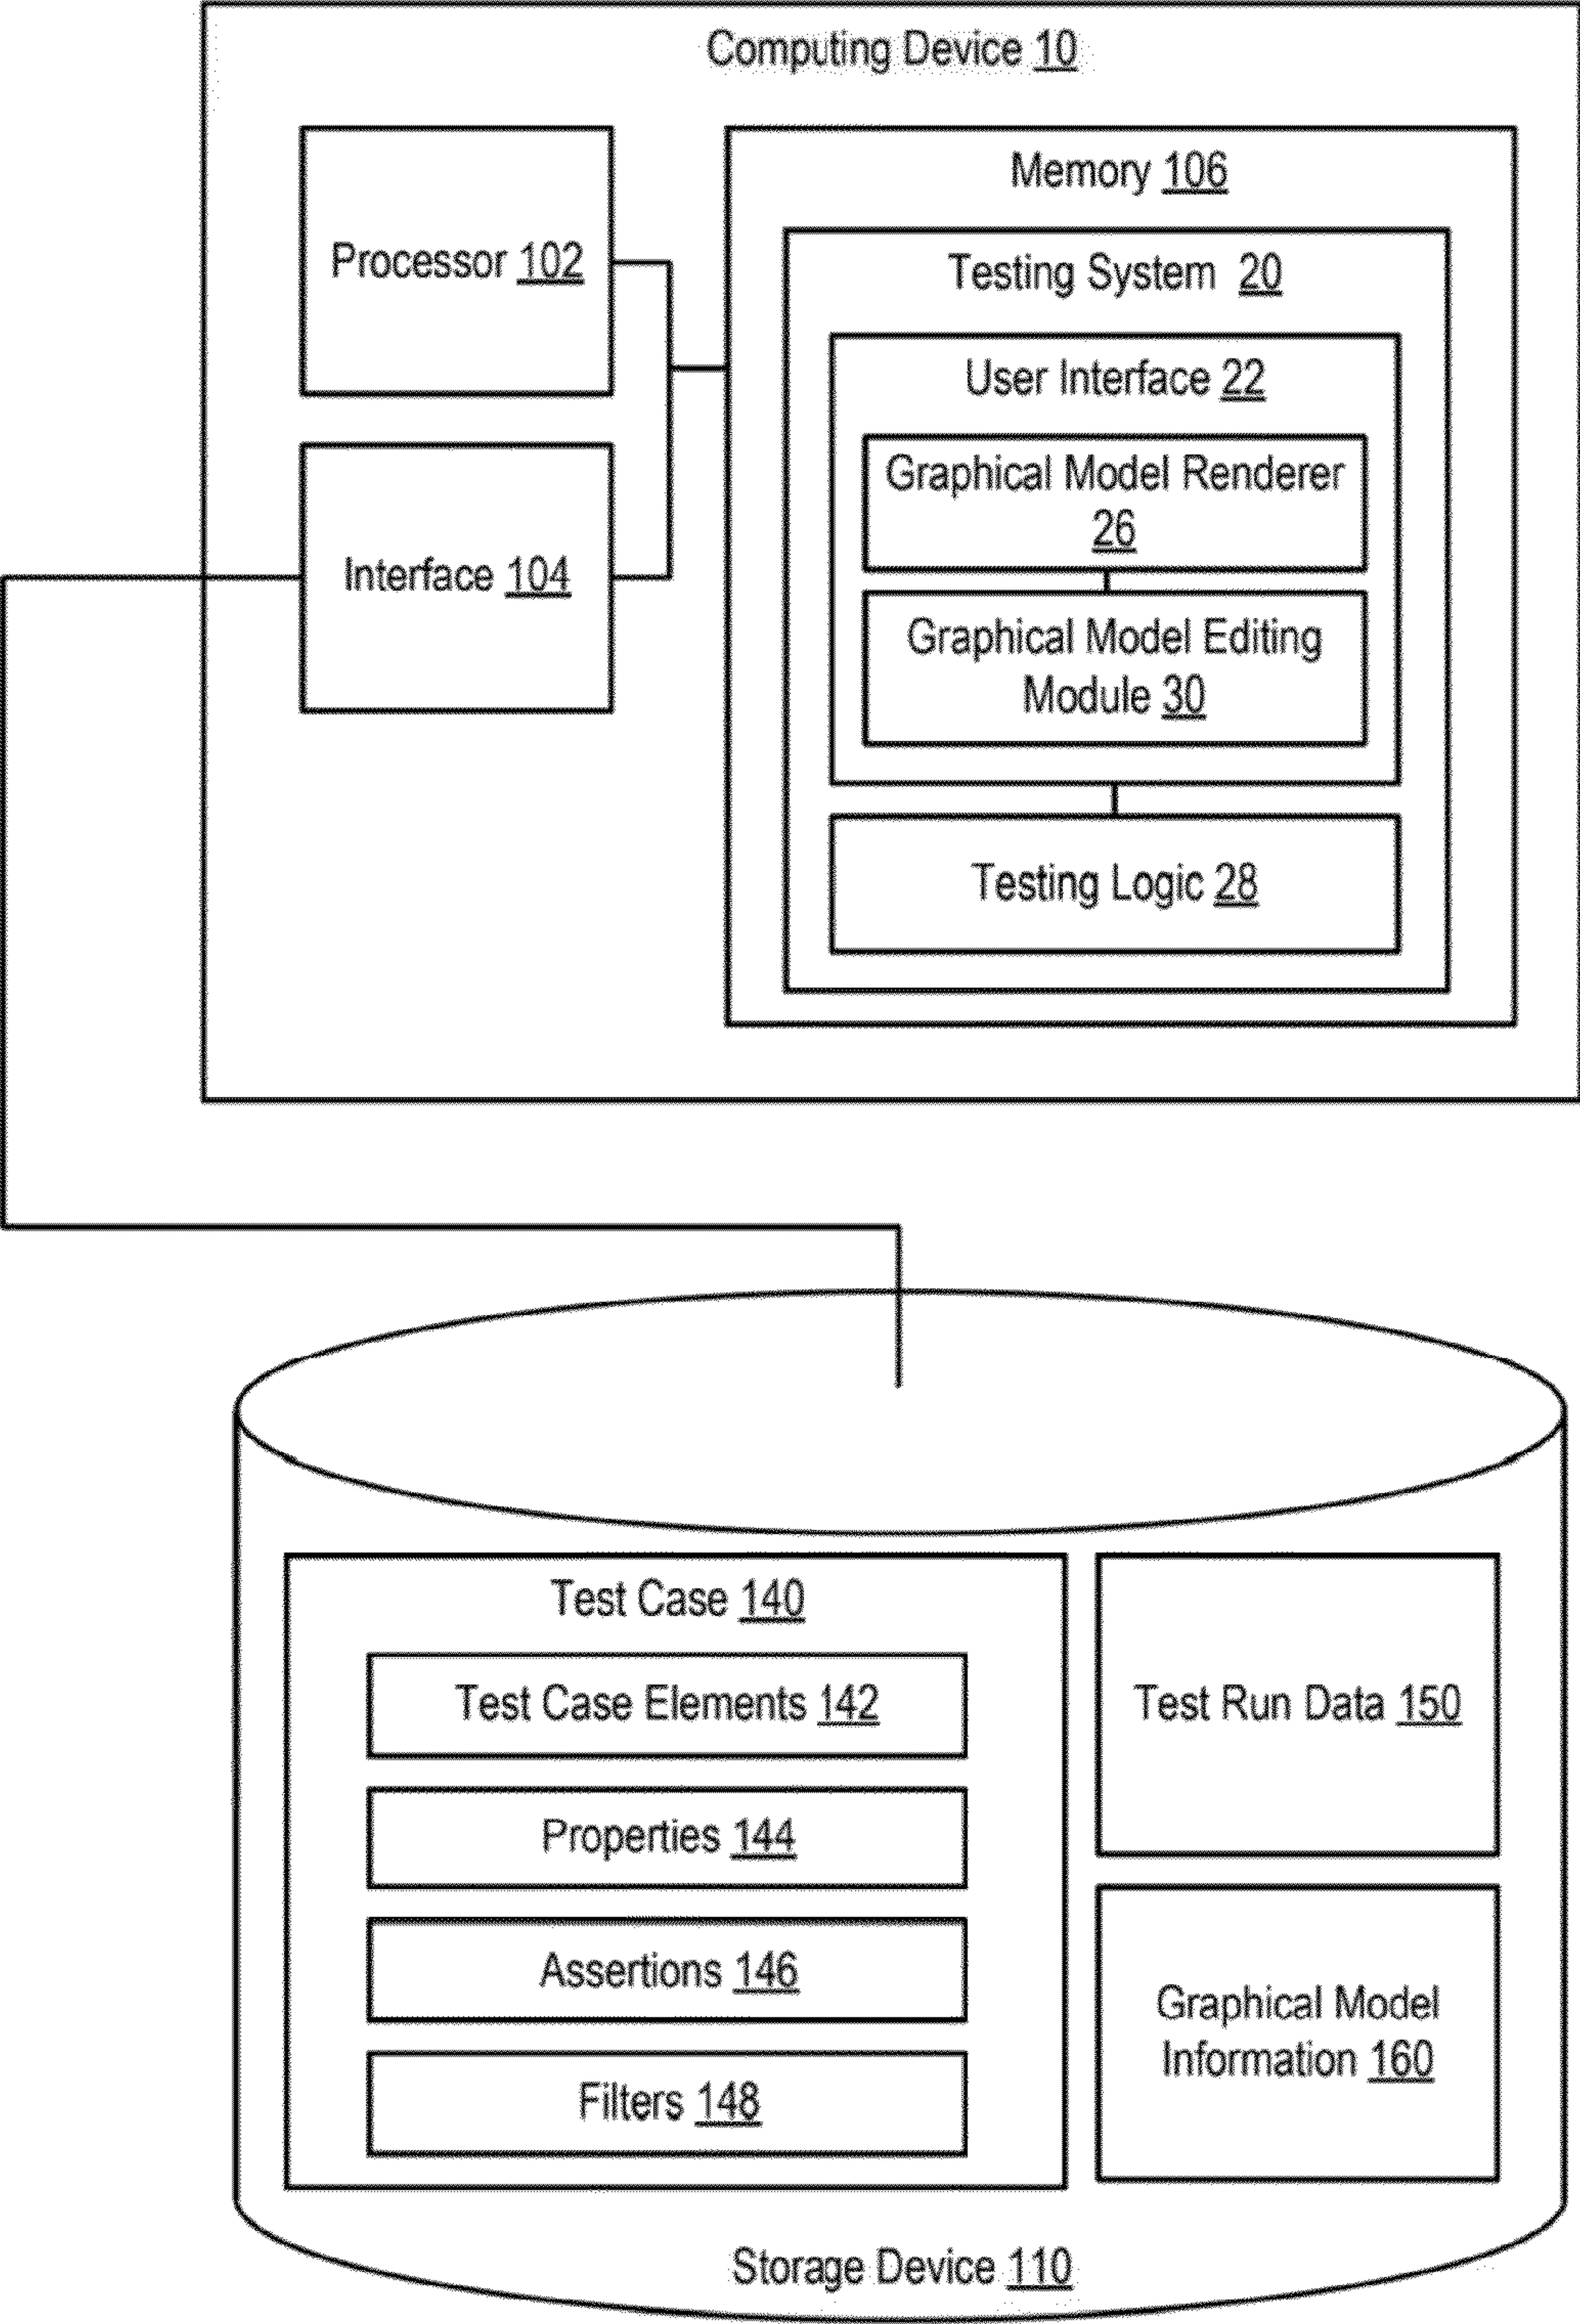 Computing Device 10
Processor 102
Interface 104
Memory 106
Testing System 20
User Interface 22
Graphical Model Renderer
26
Graphical Model Editing
Module 30
Testing Logic 28
Test Case 140
Test Case Elements 142
Properties 144
Assertions 146
Filters 148
Test Run Data 150
Graphical Model
Information 160
Storage Device 110